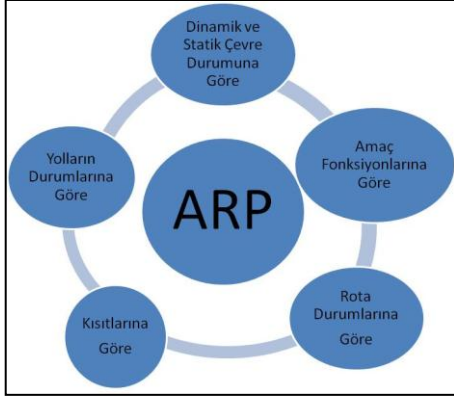 Dinamik ve
Statik Çevre
Durumuna
Göre
Amaç
Fonksiyonlarına
Göre
Rota
Durumlarına
Göre
Kısıtlarına
Göre
Yolların
Durumlarına
Göre
ARP